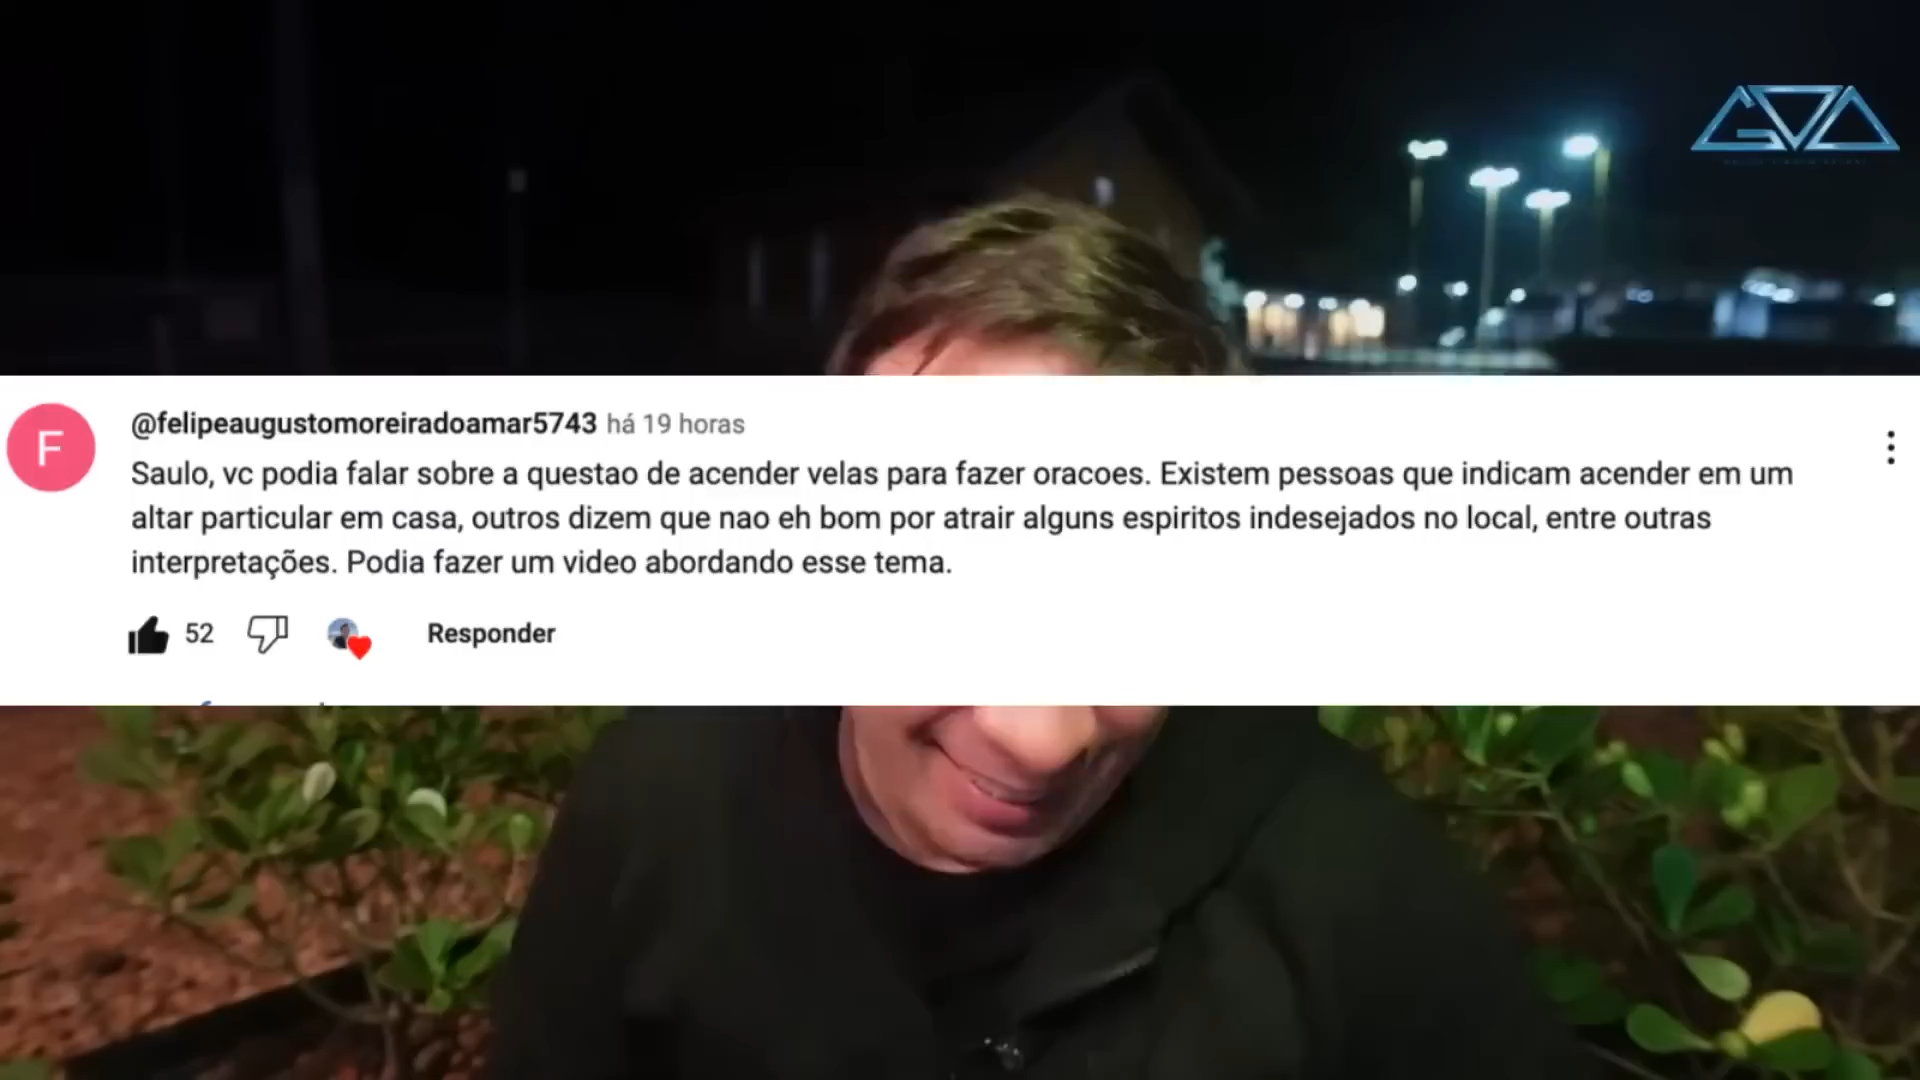 GVA
@felipeaugustomoreiradoamar5743 há 19 horas
F
Saulo, vc podia falar sobre a questao de acender velas para fazer oracoes. Existem pessoas que indicam acender em um
altar particular em casa, outros dizem que nao eh bom por atrair alguns espiritos indesejados no local, entre outras
interpretações. Podia fazer um video abordando esse tema.
52
Responder